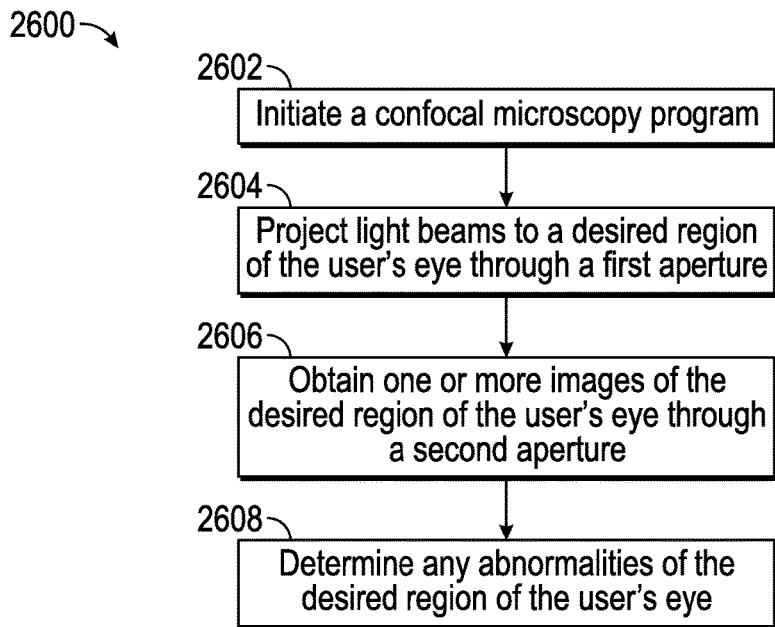 2600
2602
Initiate a confocal microscopy program
2604
Project light beams to a desired region
of the user's eye through a first aperture
2606
Obtain one or more images of the
desired region of the user's eye through
a second aperture
2608
Determine any abnormalities of the
desired region of the user's eye